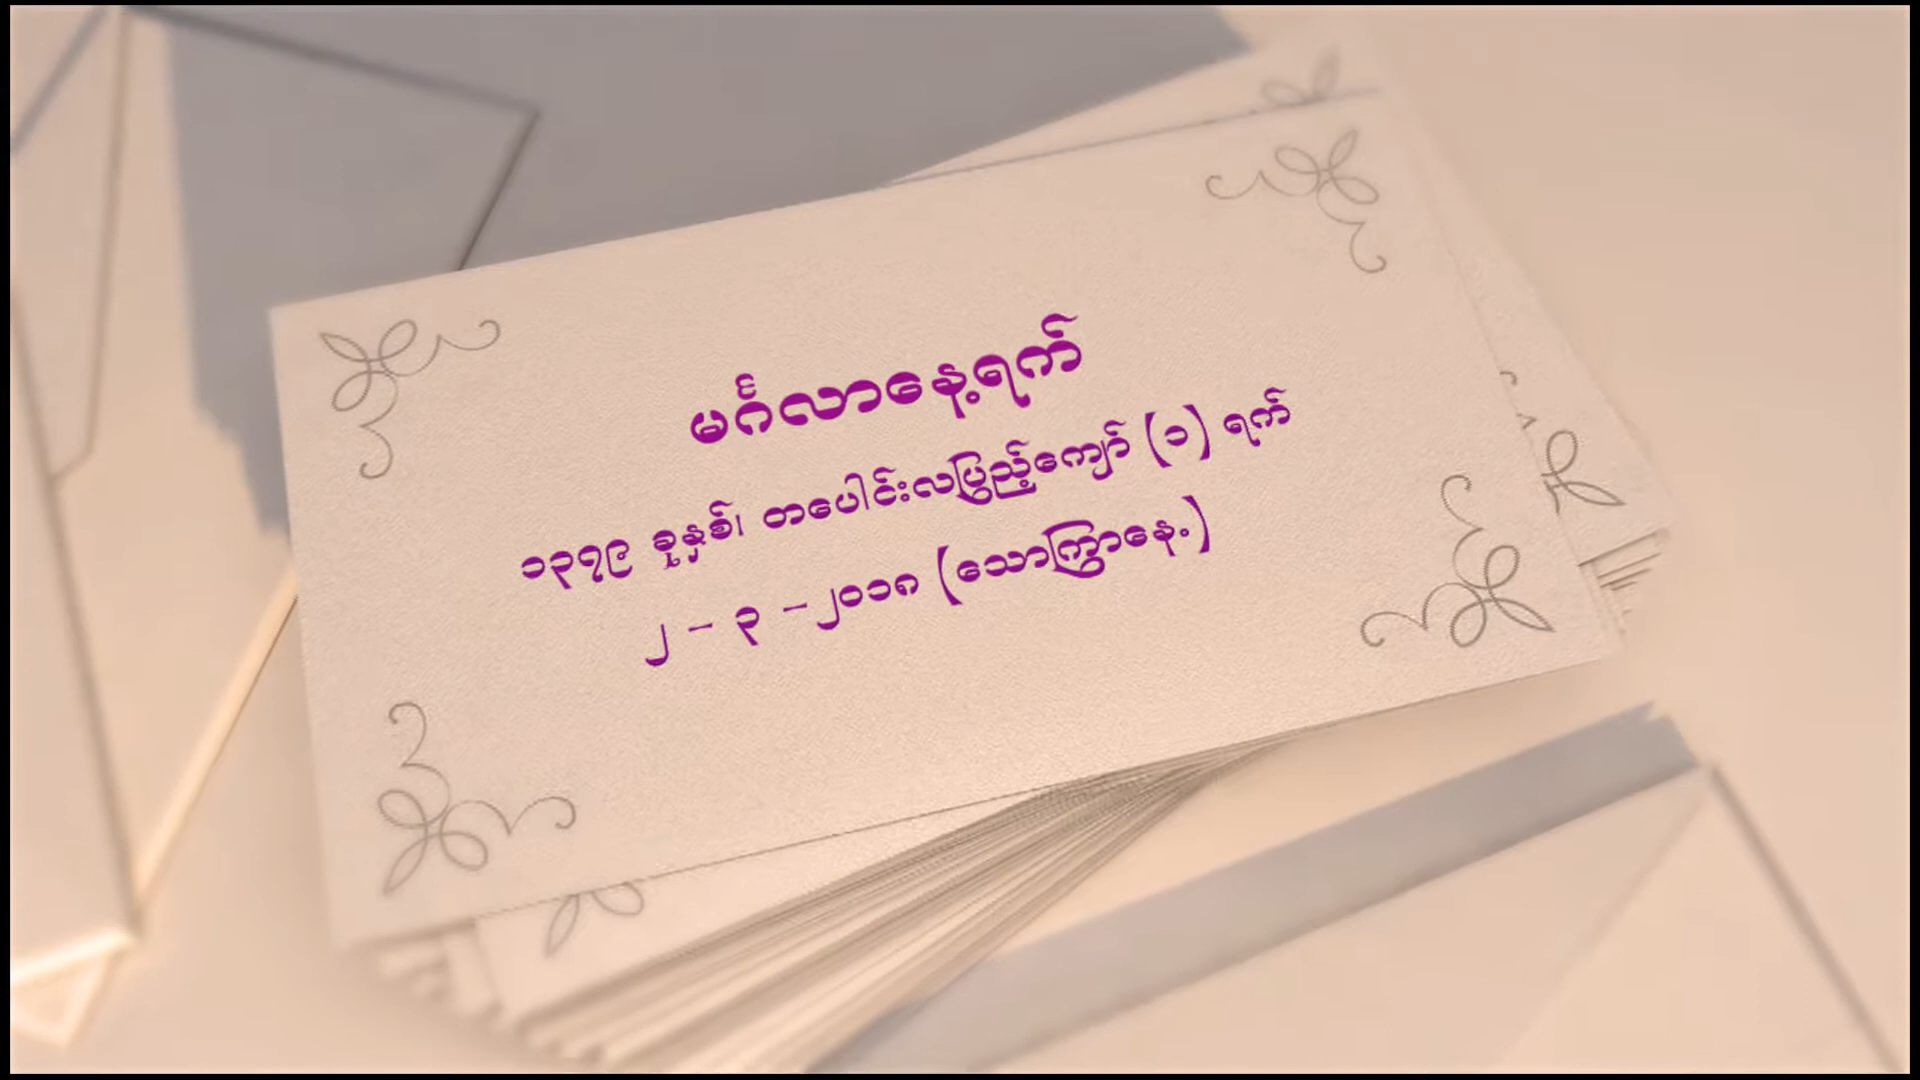 မင်္ဂလာနေ့ရက်
၁၃၇၉ ခုနှစ်၊ တပေါင်းလပြည့်ကျော် (၁) ရက်
၂ - ၃ -၂၀၁၈ (သောကြာနေ့)